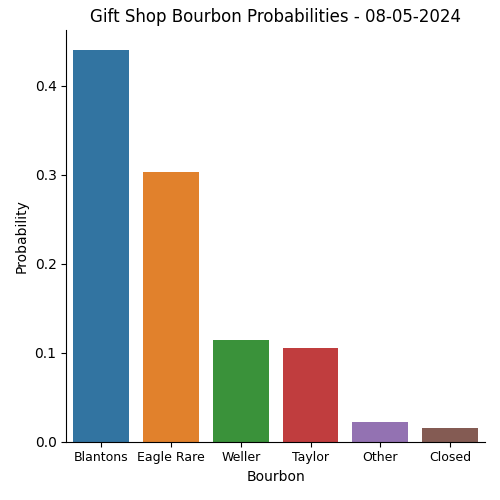 Gift Shop Bourbon Probabilities - 08-05-2024
Probability
0.4
0.3
0.2
0.1
0.0
Blantons Eagle Rare Weller Taylor Other Closed
Bourbon